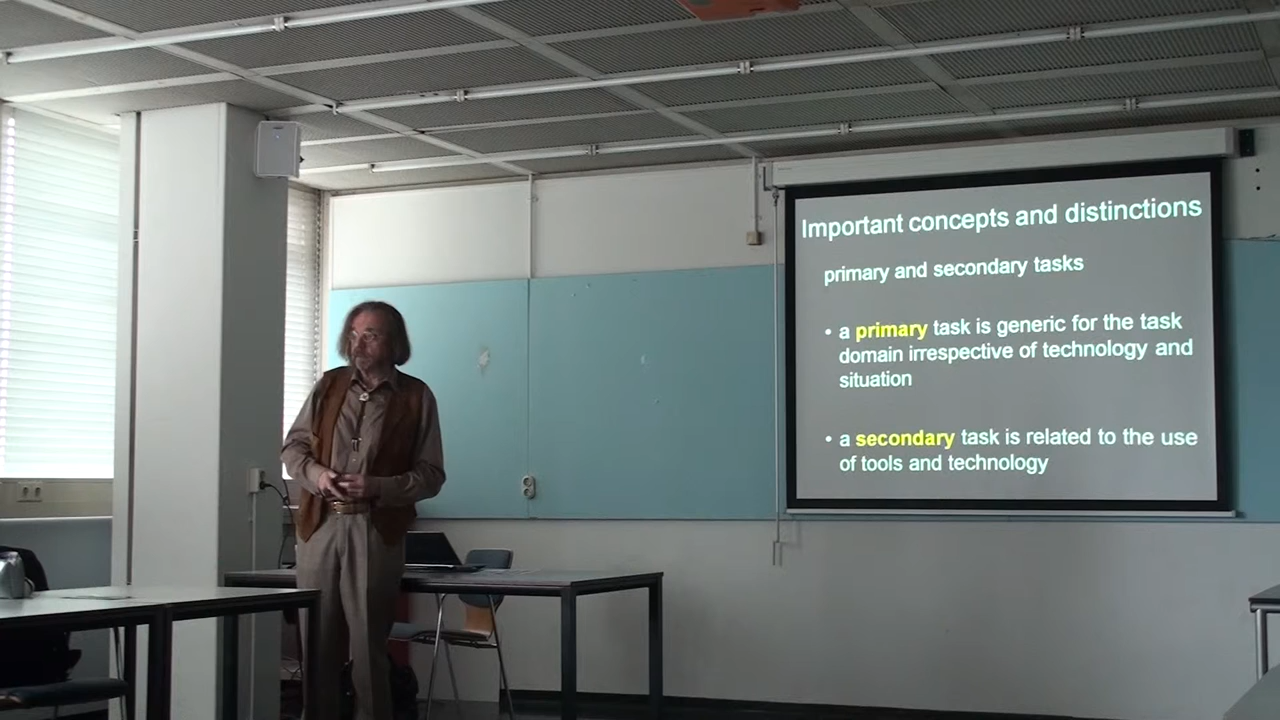 Important concepts and distinctions
primary and secondary tasks
• a primary task is generic for the task
domain irrespective of technology and
situation
• a secondary task is related to the use
of tools and technology